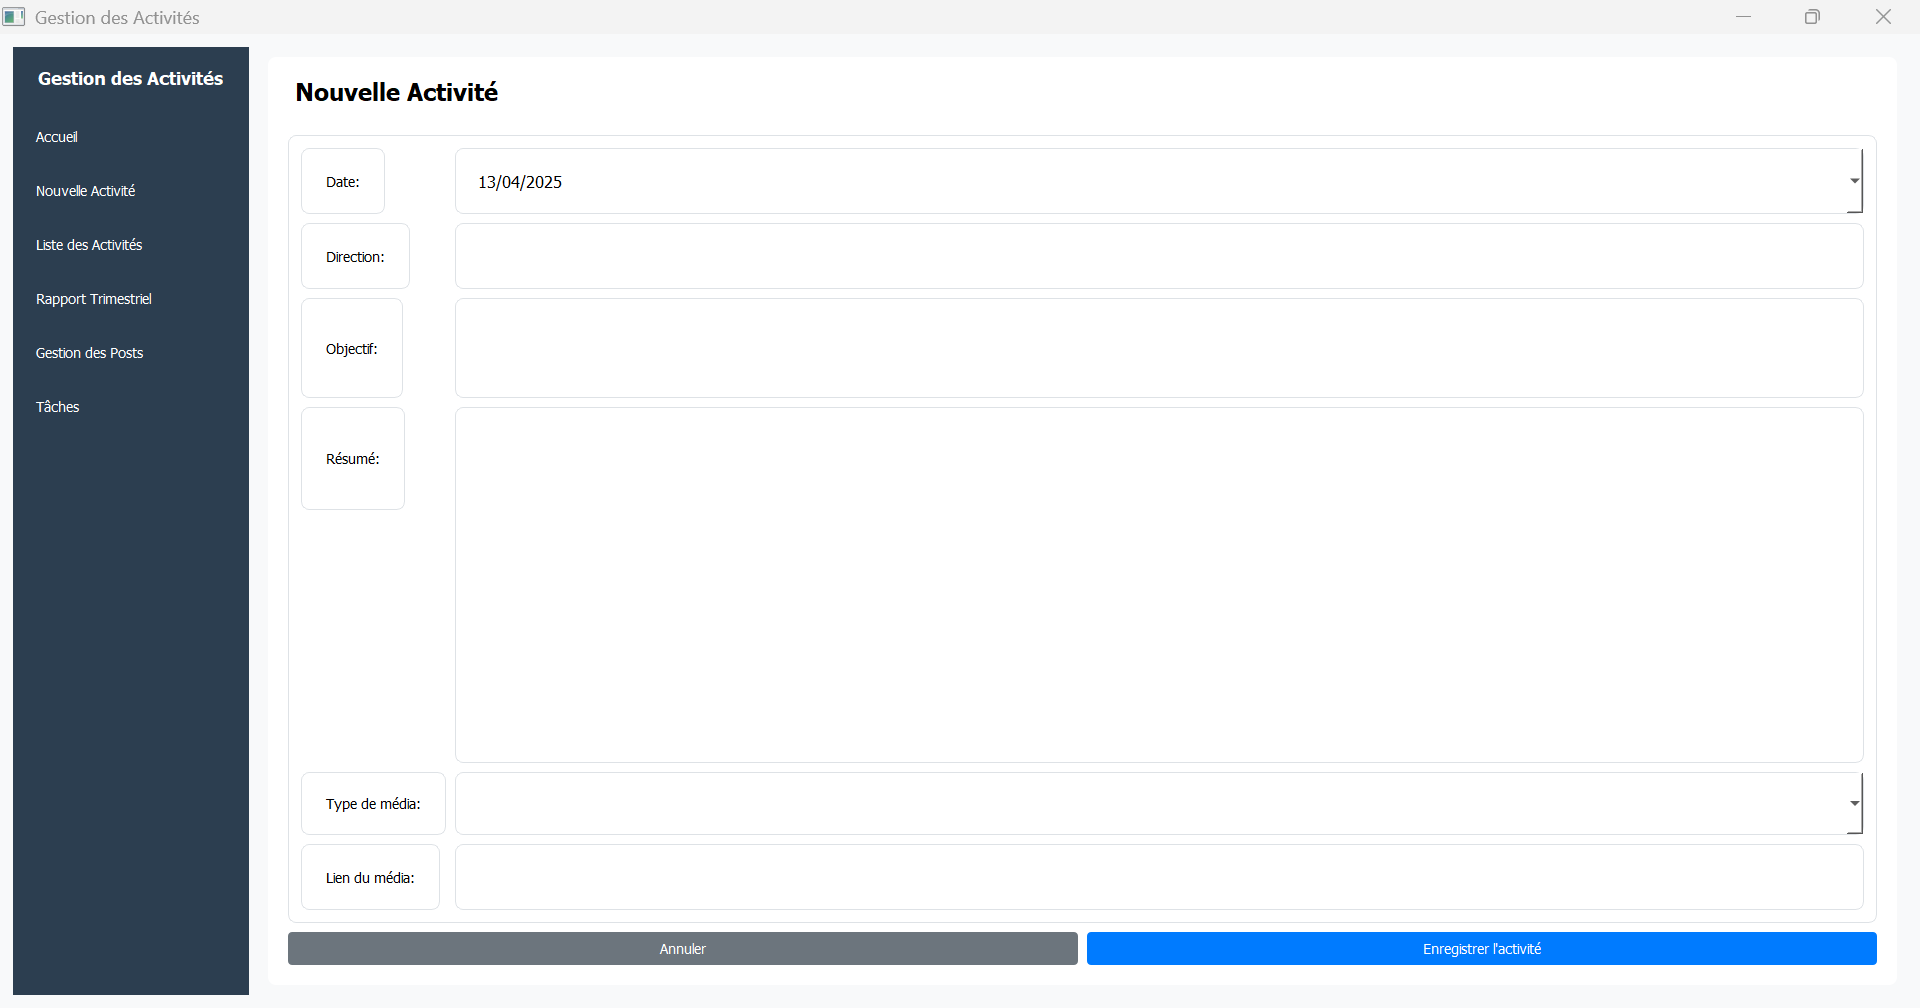 Gestion des Activités
Gestion des Activités
Accueil
Nouvelle Activité
Liste des Activités
Rapport Trimestriel
Gestion des Posts
Tâches
Nouvelle Activité
Date:
13/04/2025
Direction:
Objectif:
Résumé:
Type de média:
Lien du média:
Annuler
Enregistrer l'activité